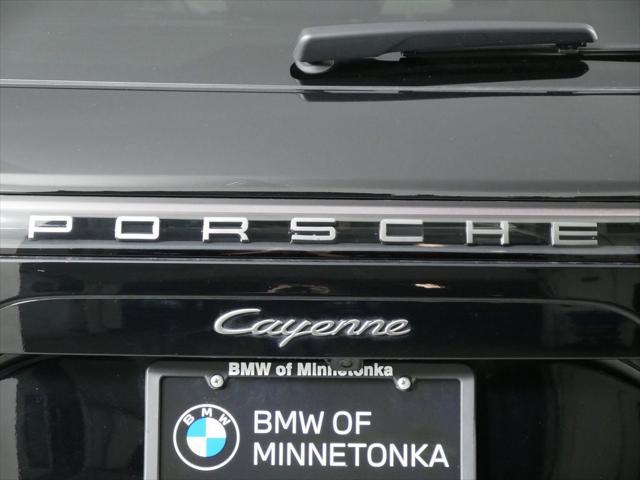 PORSCHE
Cayenne
BMW of Minnetonka
BMW
BMW OF
MINNETONKA